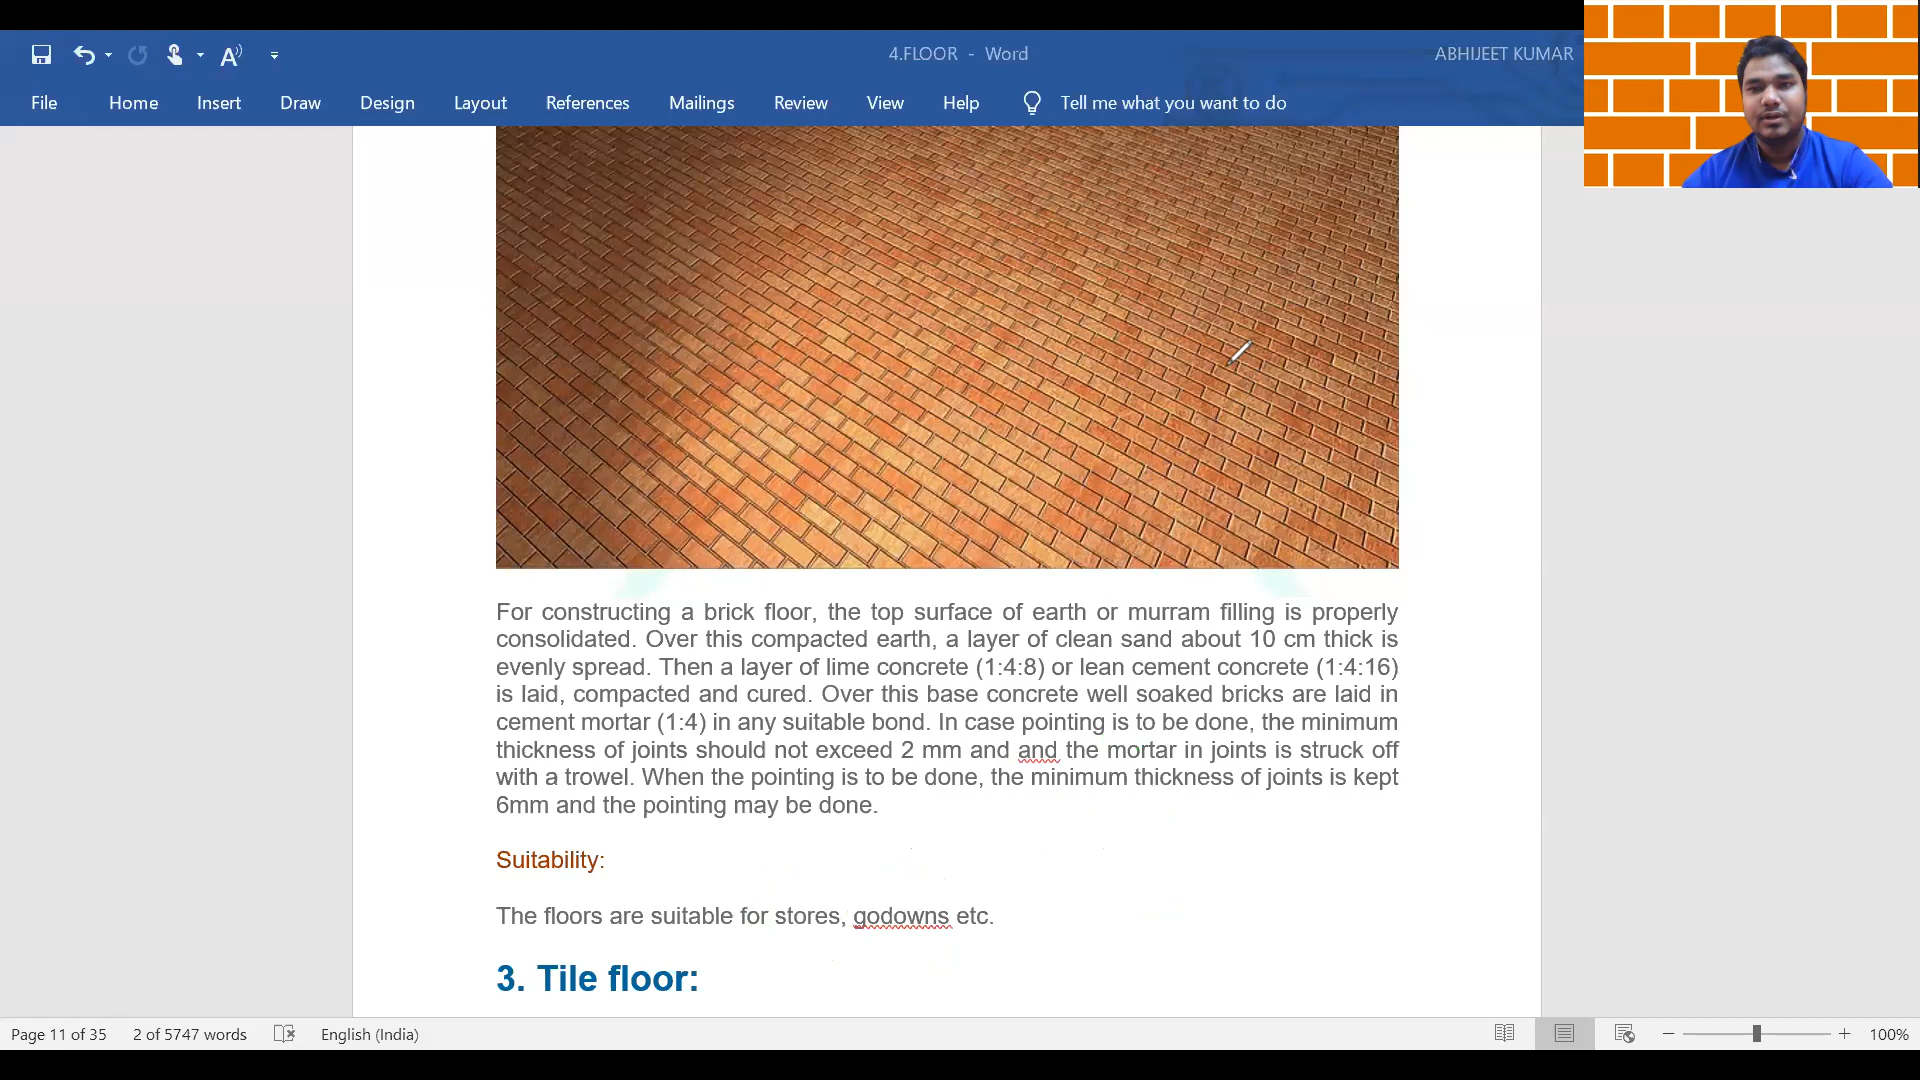 4.FLOOR - Word
ABHIJEET KUMAR
File Home Insert Draw Design Layout References Mailings Review View Help Tell me what you want to do
For constructing a brick floor, the top surface of earth or murram filling is properly
consolidated. Over this compacted earth, a layer of clean sand about 10 cm thick is
evenly spread. Then a layer of lime concrete (1:4:8) or lean cement concrete (1:4:16)
is laid, compacted and cured. Over this base concrete well soaked bricks are laid in
cement mortar (1:4) in any suitable bond. In case pointing is to be done, the minimum
thickness of joints should not exceed 2 mm and and the mortar in joints is struck off
with a trowel. When the pointing is to be done, the minimum thickness of joints is kept
6mm and the pointing may be done.
Suitability:
The floors are suitable for stores, godowns etc.
3. Tile floor:
Page 11 of 35 2 of 5747 words English (India) 100%